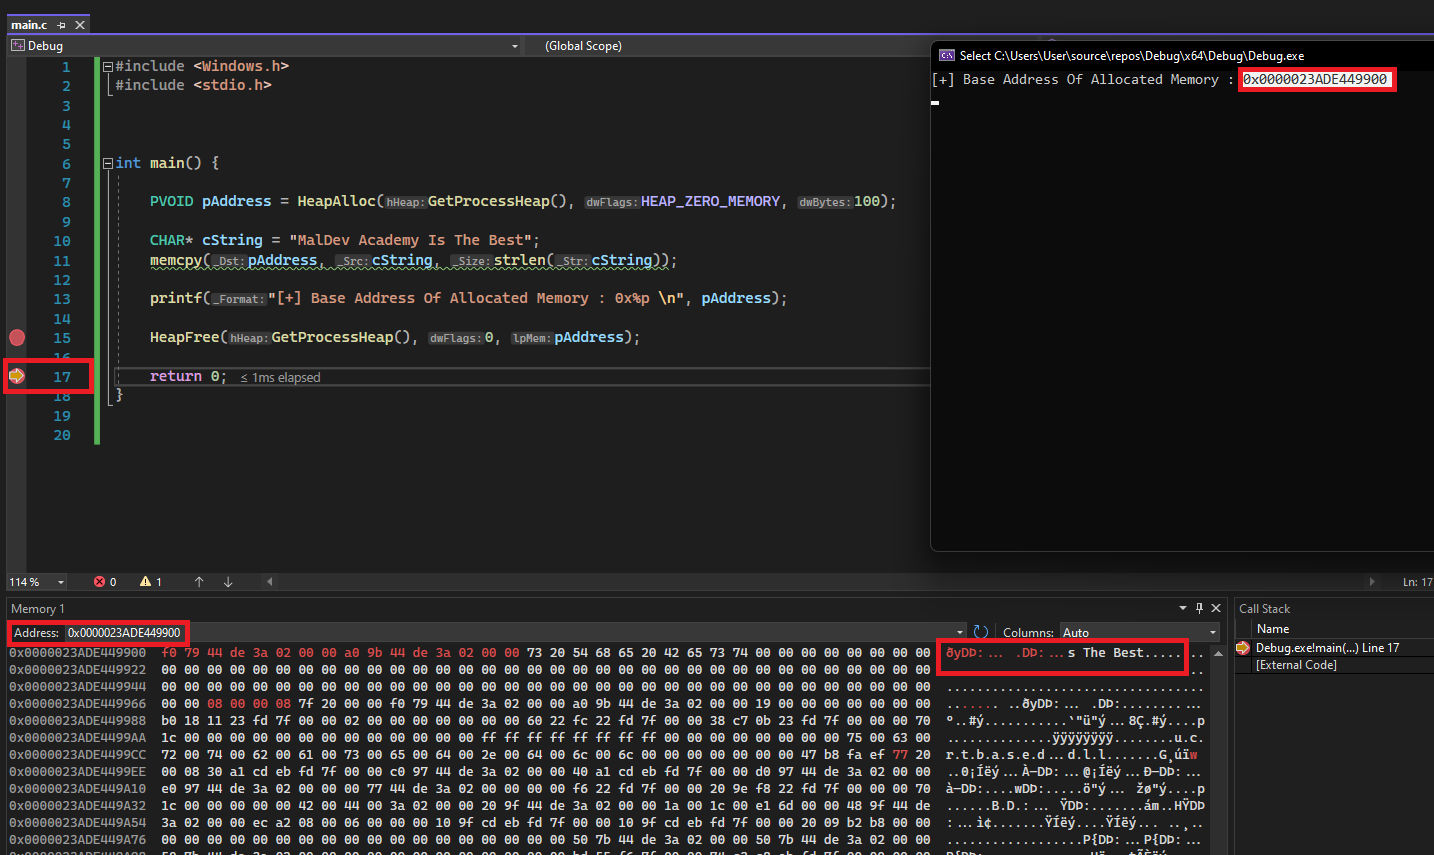 main.c
Debug
(Global Scope)
1 #include <Windows.h>
2 #include <stdio.h>
3
4
5
6 int main() {
7
8 PVOID pAddress = HeapAlloc(hHeap:GetProcessHeap(), dwFlags:HEAP_ZERO_MEMORY, dwBytes:100);
9
10 CHAR* cString = "MalDev Academy Is The Best";
11 memcpy(_Dst:pAddress, _Src:cString, _Size:strlen(_Str:cString));
12
13 printf(_Format:"[+] Base Address Of Allocated Memory : 0x%p \n", pAddress);
14
15 HeapFree(hHeap:GetProcessHeap(), dwFlags:0, lpMem:pAddress);
16
17 return 0; ≤ 1ms elapsed
18 }
19
20
Select C:\Users\User\source\repos\Debug\x64\Debug\Debug.exe
[+] Base Address Of Allocated Memory : 0x0000023ADE449900
114 % 0 1 Ln: 17
Memory 1
Address: 0x0000023ADE449900 Columns: Auto
0x0000023ADE449900 f0 79 44 de 3a 02 00 00 a0 9b 44 de 3a 02 00 00 73 20 54 68 65 20 42 65 73 74 00 00 00 00 00 00 00 00 ðyDÞ:... .DÞ:...s The Best........
0x0000023ADE449922 00 00 00 00 00 00 00 00 00 00 00 00 00 00 00 00 00 00 00 00 00 00 00 00 00 00 00 00 00 00 00 00 00 00
0x0000023ADE449944 00 00 00 00 00 00 00 00 00 00 00 00 00 00 00 00 00 00 00 00 00 00 00 00 00 00 00 00 00 00 00 00 00 00 ..................................
0x0000023ADE449966 00 00 08 00 00 08 7f 20 00 00 f0 79 44 de 3a 02 00 00 a0 9b 44 de 3a 02 00 00 19 00 00 00 00 00 00 00
0x0000023ADE449988 b0 18 11 23 fd 7f 00 00 02 00 00 00 00 00 00 00 60 22 fc 22 fd 7f 00 00 38 c7 0b 23 fd 7f 00 00 00 70
0x0000023ADE4499AA 1c 00 00 00 00 00 00 00 00 00 00 00 00 00 ff ff ff ff ff ff ff ff 00 00 00 00 00 00 00 00 75 00 63 00
0x0000023ADE4499CC 72 00 74 00 62 00 61 00 73 00 65 00 64 00 2e 00 64 00 6c 00 6c 00 00 00 00 00 00 00 47 b8 fa ef 77 20
0x0000023ADE4499EE 00 08 30 a1 cd eb fd 7f 00 00 c0 97 44 de 3a 02 00 00 40 a1 cd eb fd 7f 00 00 d0 97 44 de 3a 02 00 00
0x0000023ADE449A10 e0 97 44 de 3a 02 00 00 00 77 44 de 3a 02 00 00 00 00 f6 22 fd 7f 00 00 20 9e f8 22 fd 7f 00 00 00 70
0x0000023ADE449A32 1c 00 00 00 00 00 42 00 44 00 3a 02 00 00 20 9f 44 de 3a 02 00 00 1a 00 1c 00 e1 6d 00 00 48 9f 44 de
0x0000023ADE449A54 3a 02 00 00 ec a2 08 00 06 00 00 00 10 9f cd eb fd 7f 00 00 10 9f cd eb fd 7f 00 00 20 09 b2 b8 00 00
0x0000023ADE449A76 00 00 00 00 00 00 00 00 00 00 00 00 00 00 00 00 00 00 50 7b 44 de 3a 02 00 00 50 7b 44 de 3a 02 00 00
Call Stack
Name
Debug.exe!main(...) Line 17
[External Code]